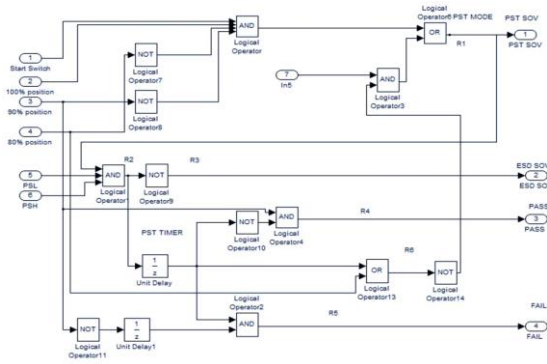 Logical
Operator6
PST MODE
PST SOV
OR
1
PST SOV
R1
AND
Logical
Operator
1
Start Switch
2
100% position
3
90% position
4
80% position
NOT
Logical
Operator7
NOT
Logical
Operator8
7
In5
AND
Logical
Operator3
5
PSL
6
PSH
AND
Logical
Operator
R2
NOT
Logical
Operator9
R3
ESD SOV
2
ESD SO
NOT
Logical
Operator10
AND
Logical
Operator4
R4
PASS
3
PASS
PST TIMER
1
z
Unit Delay
OR
Logical
Operator13
R6
NOT
Logical
Operator14
Logical
Operator2
AND
R5
FAIL
4
FAIL
NOT
Logical
Operator11
1
z
Unit Delay1